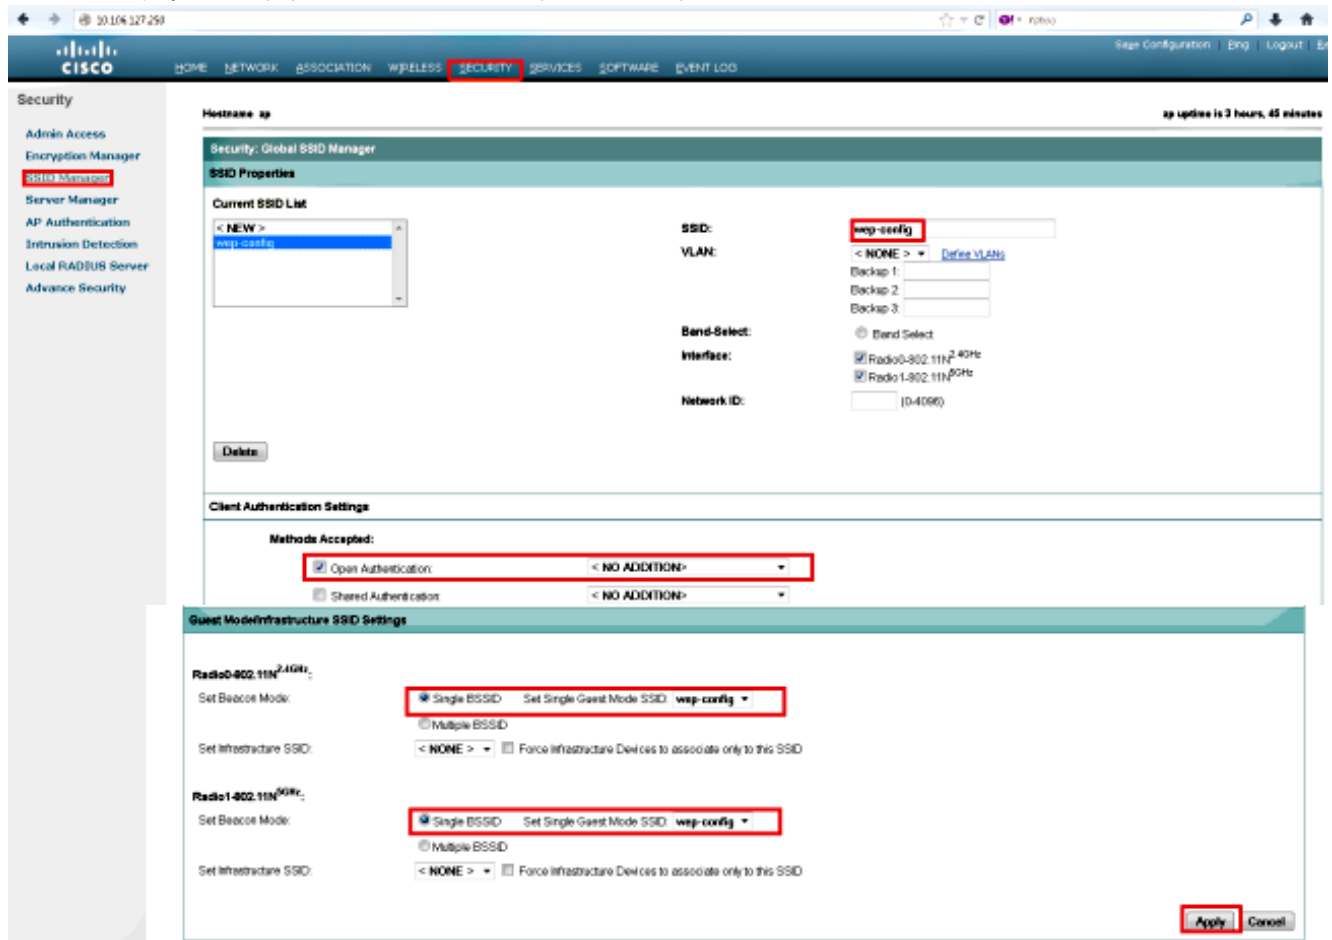 10.106.127.250
Sage Configuration | Ping | Logout |
CISCO
HOME NETWORK ASSOCIATION WIRELESS SECURITY SERVICES SOFTWARE EVENT LOG
Security
Hostname ap
ap uptime is 3 hours, 45 minutes
Admin Access
Encryption Manager
SSID Manager
Server Manager
AP Authentication
Intrusion Detection
Local RADIUS Server
Advance Security
Security: Global SSID Manager
SSID Properties
Current SSID List
< NEW >
wep-config
SSID: wep-config
VLAN: < NONE > Define VLANs
Backup 1:
Backup 2:
Backup 3:
Band-Select: Band Select
Interface: Radio0-802.11N2.4GHz
Radio1-802.11N5GHz
Network ID: (0-4096)
Delete
Client Authentication Settings
Methods Accepted:
Open Authentication: < NO ADDITION>
Shared Authentication: < NO ADDITION>
Guest Mode/Infrastructure SSID Settings
Radio0-802.11N2.4GHz:
Set Beacon Mode: Single BSSID Set Single Guest Mode SSID: wep-config
Multiple BSSID
Set Infrastructure SSID: < NONE > Force Infrastructure Devices to associate only to this SSID
Radio1-802.11N5GHz:
Set Beacon Mode: Single BSSID Set Single Guest Mode SSID: wep-config
Multiple BSSID
Set Infrastructure SSID: < NONE > Force Infrastructure Devices to associate only to this SSID
Apply Cancel